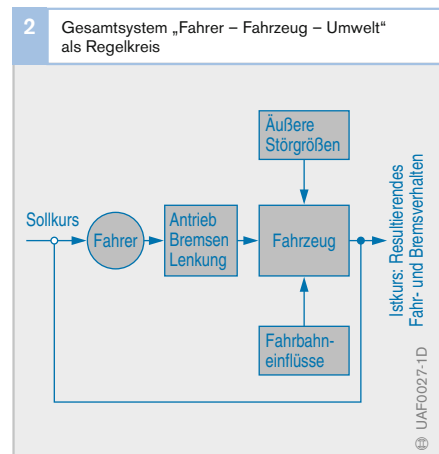 2
Gesamtsystem „Fahrer – Fahrzeug – Umwelt“
als Regelkreis
Äußere
Störgrößen
Sollkurs
Fahrer
Antrieb
Bremsen
Lenkung
Fahrzeug
Istkurs: Resultierendes
Fahr- und Bremsverhalten
Fahrbahn-
einflüsse
UAF0027-1D